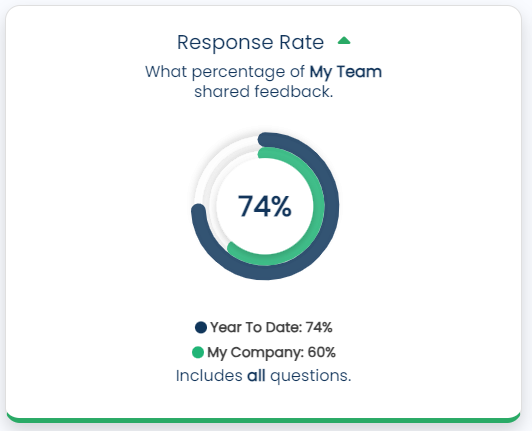 Response Rate
What percentage of My Team
shared feedback.
74%
Year To Date: 74%
My Company: 60%
Includes all questions.